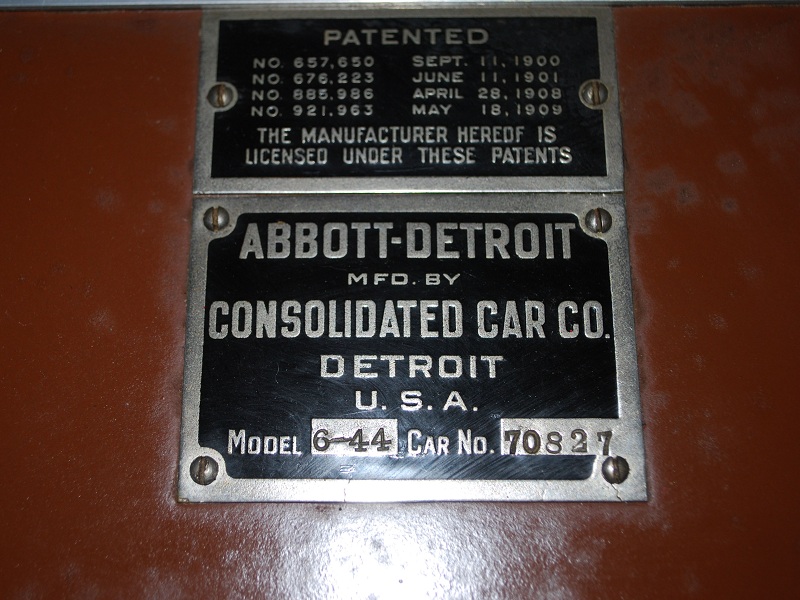 PATENTED
NO. 657,650 SEPT. 11, 1900
NO. 676,223 JUNE 11, 1901
NO. 885,986 APRIL 28, 1908
NO. 921,963 MAY 18, 1909
THE MANUFACTURER HEREOF IS
LICENSED UNDER THESE PATENTS
ABBOTT-DETROIT
MFD. BY
CONSOLIDATED CAR CO.
DETROIT
U. S. A.
MODEL 6-44 CAR NO. 70827